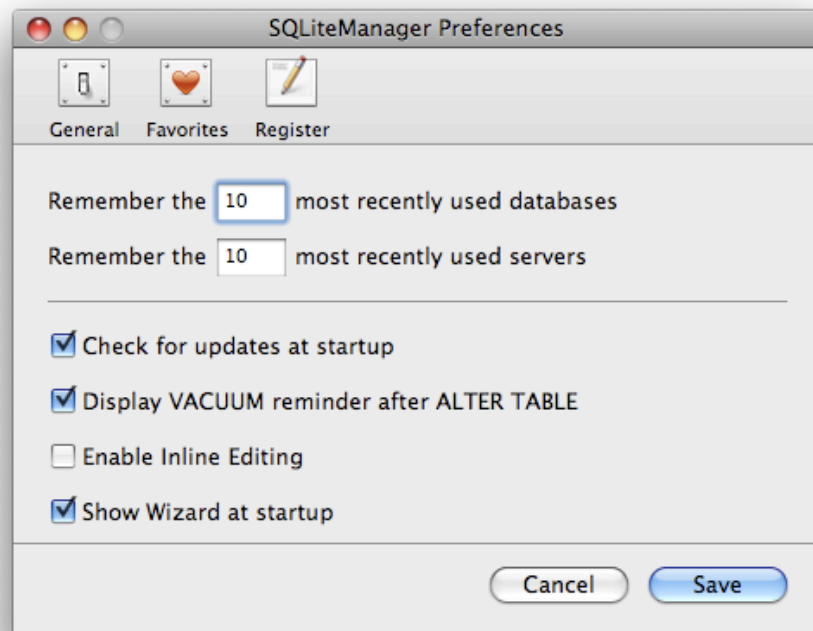 SQLiteManager Preferences
General Favorites Register
Remember the 10 most recently used databases
Remember the 10 most recently used servers
Check for updates at startup
Display VACUUM reminder after ALTER TABLE
Enable Inline Editing
Show Wizard at startup
Cancel Save